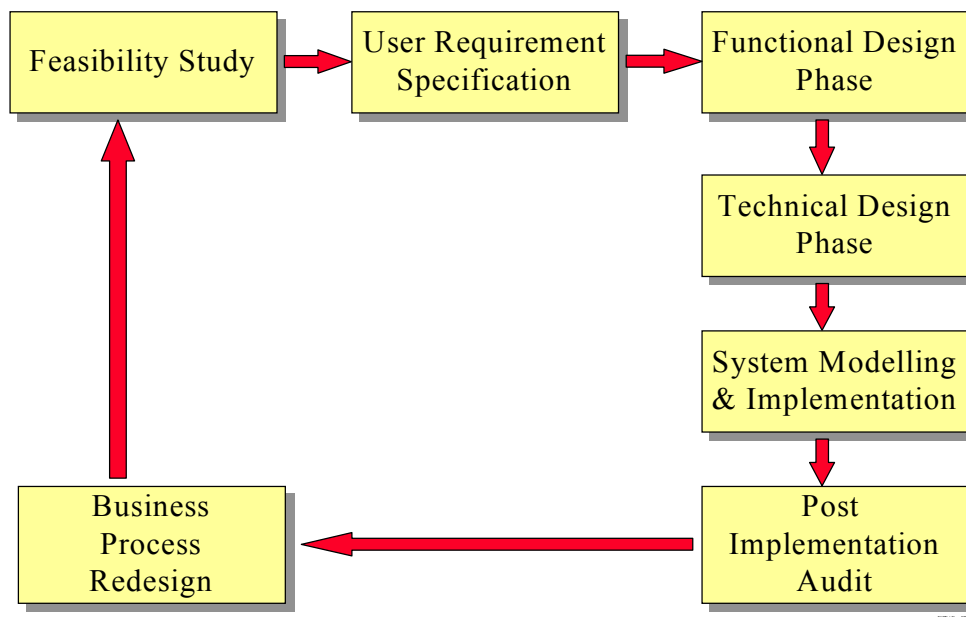 Feasibility Study
User Requirement
Specification
Functional Design
Phase
Technical Design
Phase
System Modelling
& Implementation
Post
Implementation
Audit
Business
Process
Redesign